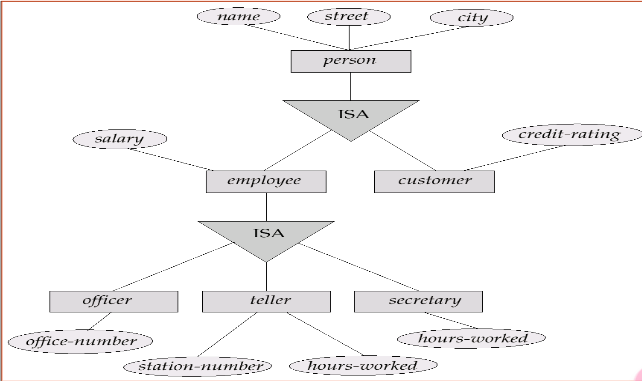 name
street
city
person
ISA
salary
credit-rating
employee
customer
ISA
officer
teller
secretary
office-number
hours-worked
station-number
hours-worked